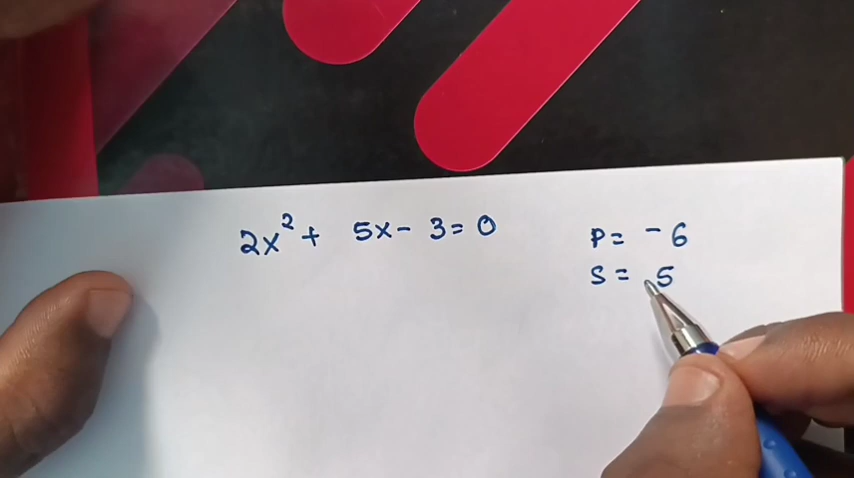 2x² + 5x - 3 = 0
P = -6
S = 5